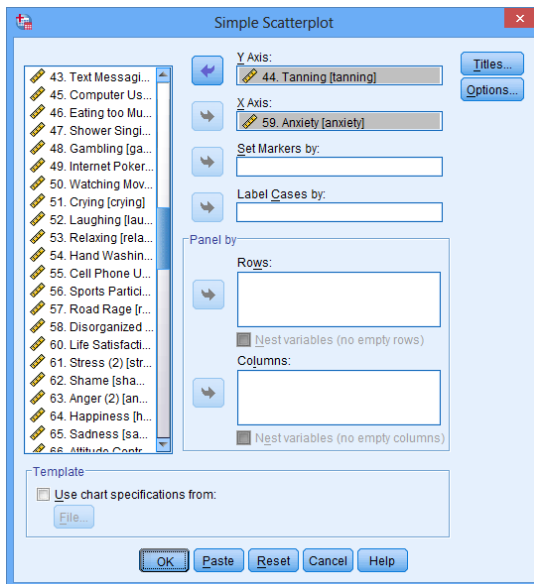 Simple Scatterplot
43. Text Messagi...
45. Computer Us...
46. Eating too Mu...
47. Shower Singi...
48. Gambling [ga...
49. Internet Poker...
50. Watching Mov...
51. Crying [crying]
52. Laughing [lau...
53. Relaxing [rela...
54. Hand Washin...
55. Cell Phone U...
56. Sports Partici...
57. Road Rage [r...
58. Disorganized ...
60. Life Satisfacti...
61. Stress (2) [str...
62. Shame [sha...
63. Anger (2) [an...
64. Happiness [h...
65. Sadness [sa...
66. Attitude Contr...
Y Axis:
44. Tanning [tanning]
X Axis:
59. Anxiety [anxiety]
Set Markers by:
Label Cases by:
Panel by
Rows:
Nest variables (no empty rows)
Columns:
Nest variables (no empty columns)
Titles...
Options...
Template
Use chart specifications from:
File...
OK Paste Reset Cancel Help